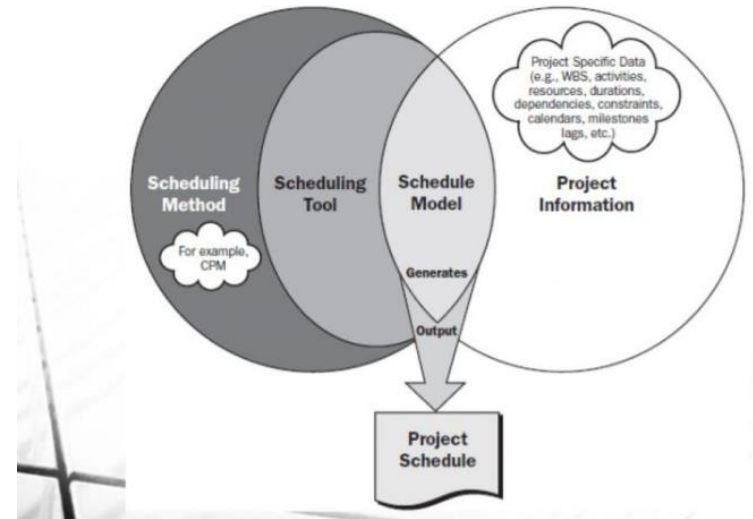 Project Specific Data
(e.g., WBS, activities,
resources, durations,
dependencies, constraints,
calendars, milestones
lags, etc.)
Scheduling
Method
Scheduling
Tool
Schedule
Model
Project
Information
For example,
CPM
Generates
Output
Project
Schedule